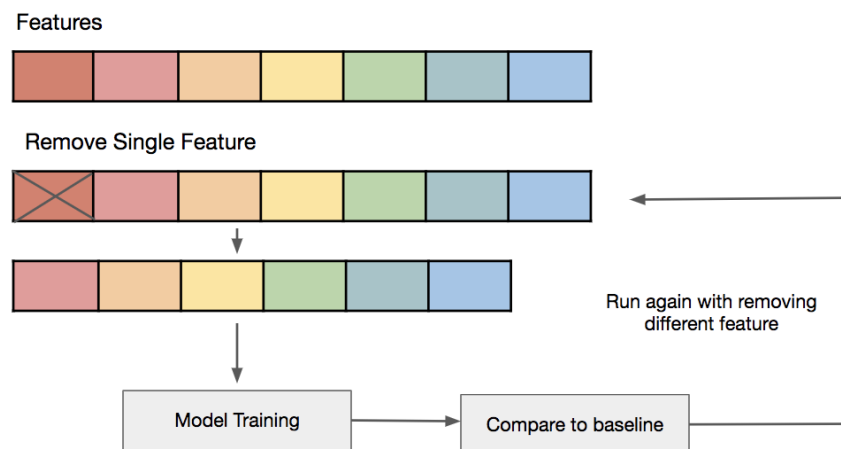 Features
Remove Single Feature
Run again with removing
different feature
Model Training
Compare to baseline